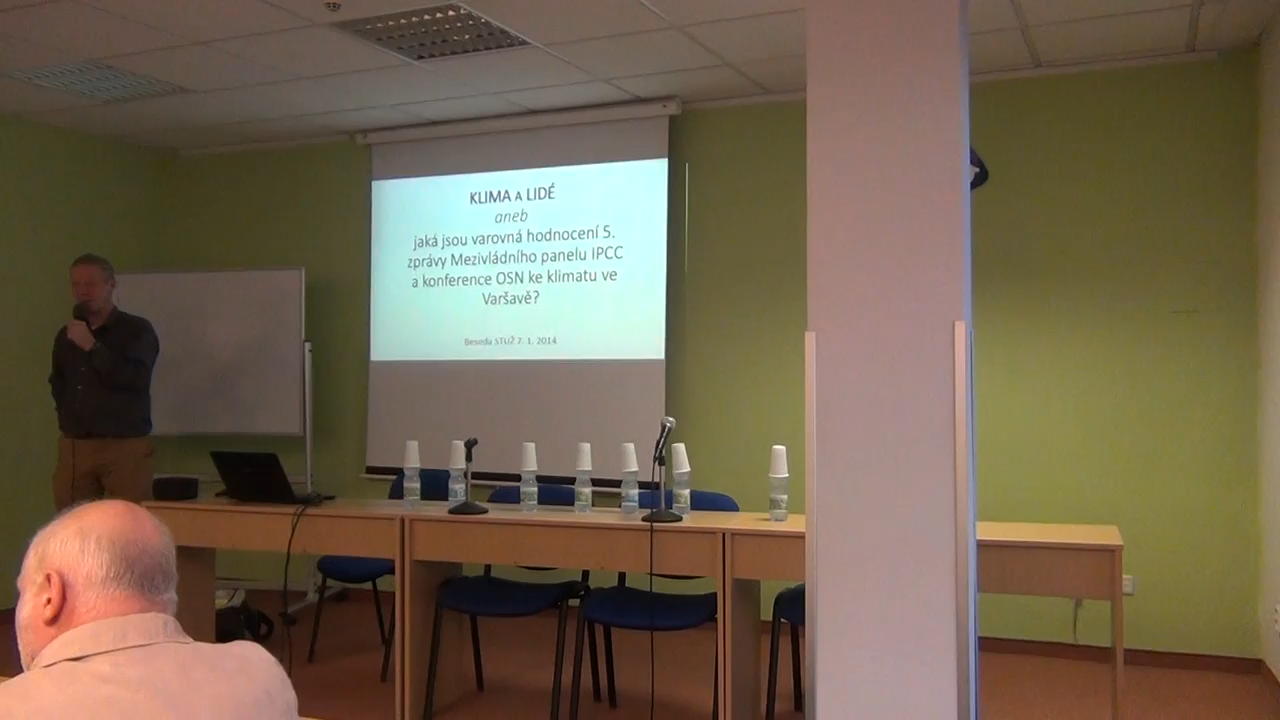 KLIMA A LIDÉ
aneb
jaká jsou varovná hodnocení 5.
zprávy Mezivládního panelu IPCC
a konference OSN ke klimatu ve
Varšavě?
Beseda STUŽ 7. 1. 2014